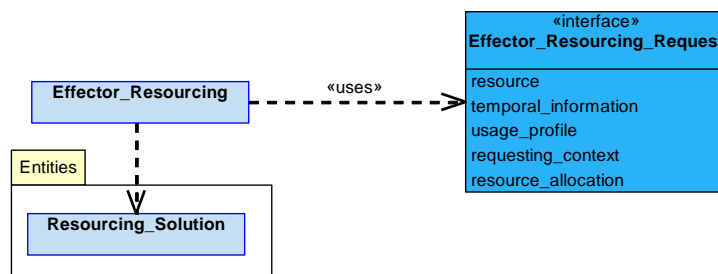 «interface»
Effector_Resourcing_Reques
Effector_Resourcing
«uses»
resource
temporal_information
usage_profile
requesting_context
resource_allocation
Entities
Resourcing_Solution